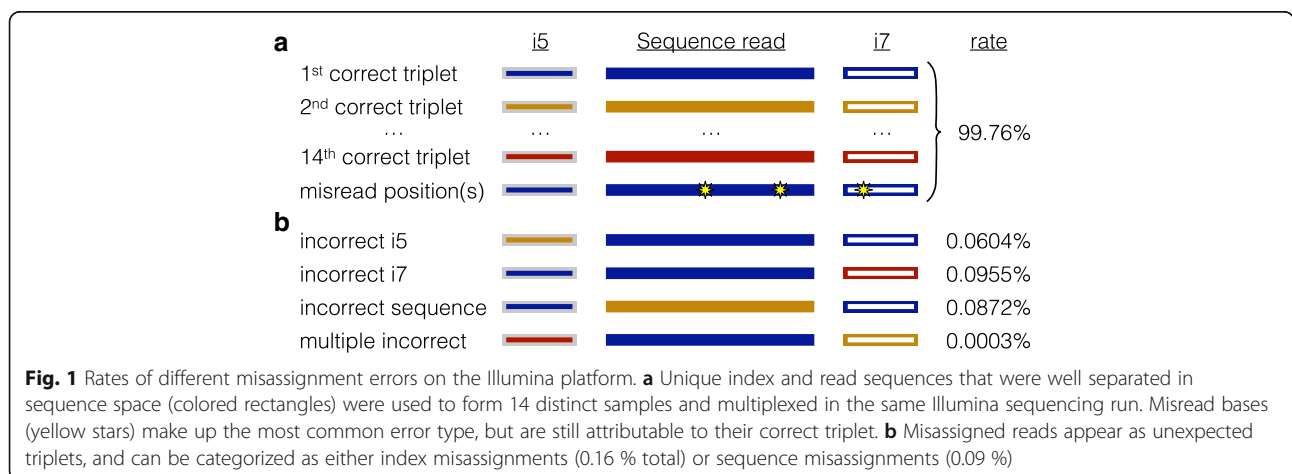 a i5 Sequence read i7 rate
1st correct triplet
2nd correct triplet
... ... ... ...
99.76%
14th correct triplet
misread position(s)
b
incorrect i5 0.0604%
incorrect i7 0.0955%
incorrect sequence 0.0872%
multiple incorrect 0.0003%
Fig. 1 Rates of different misassignment errors on the Illumina platform. a Unique index and read sequences that were well separated in
sequence space (colored rectangles) were used to form 14 distinct samples and multiplexed in the same Illumina sequencing run. Misread bases
(yellow stars) make up the most common error type, but are still attributable to their correct triplet. b Misassigned reads appear as unexpected
triplets, and can be categorized as either index misassignments (0.16 % total) or sequence misassignments (0.09 %)